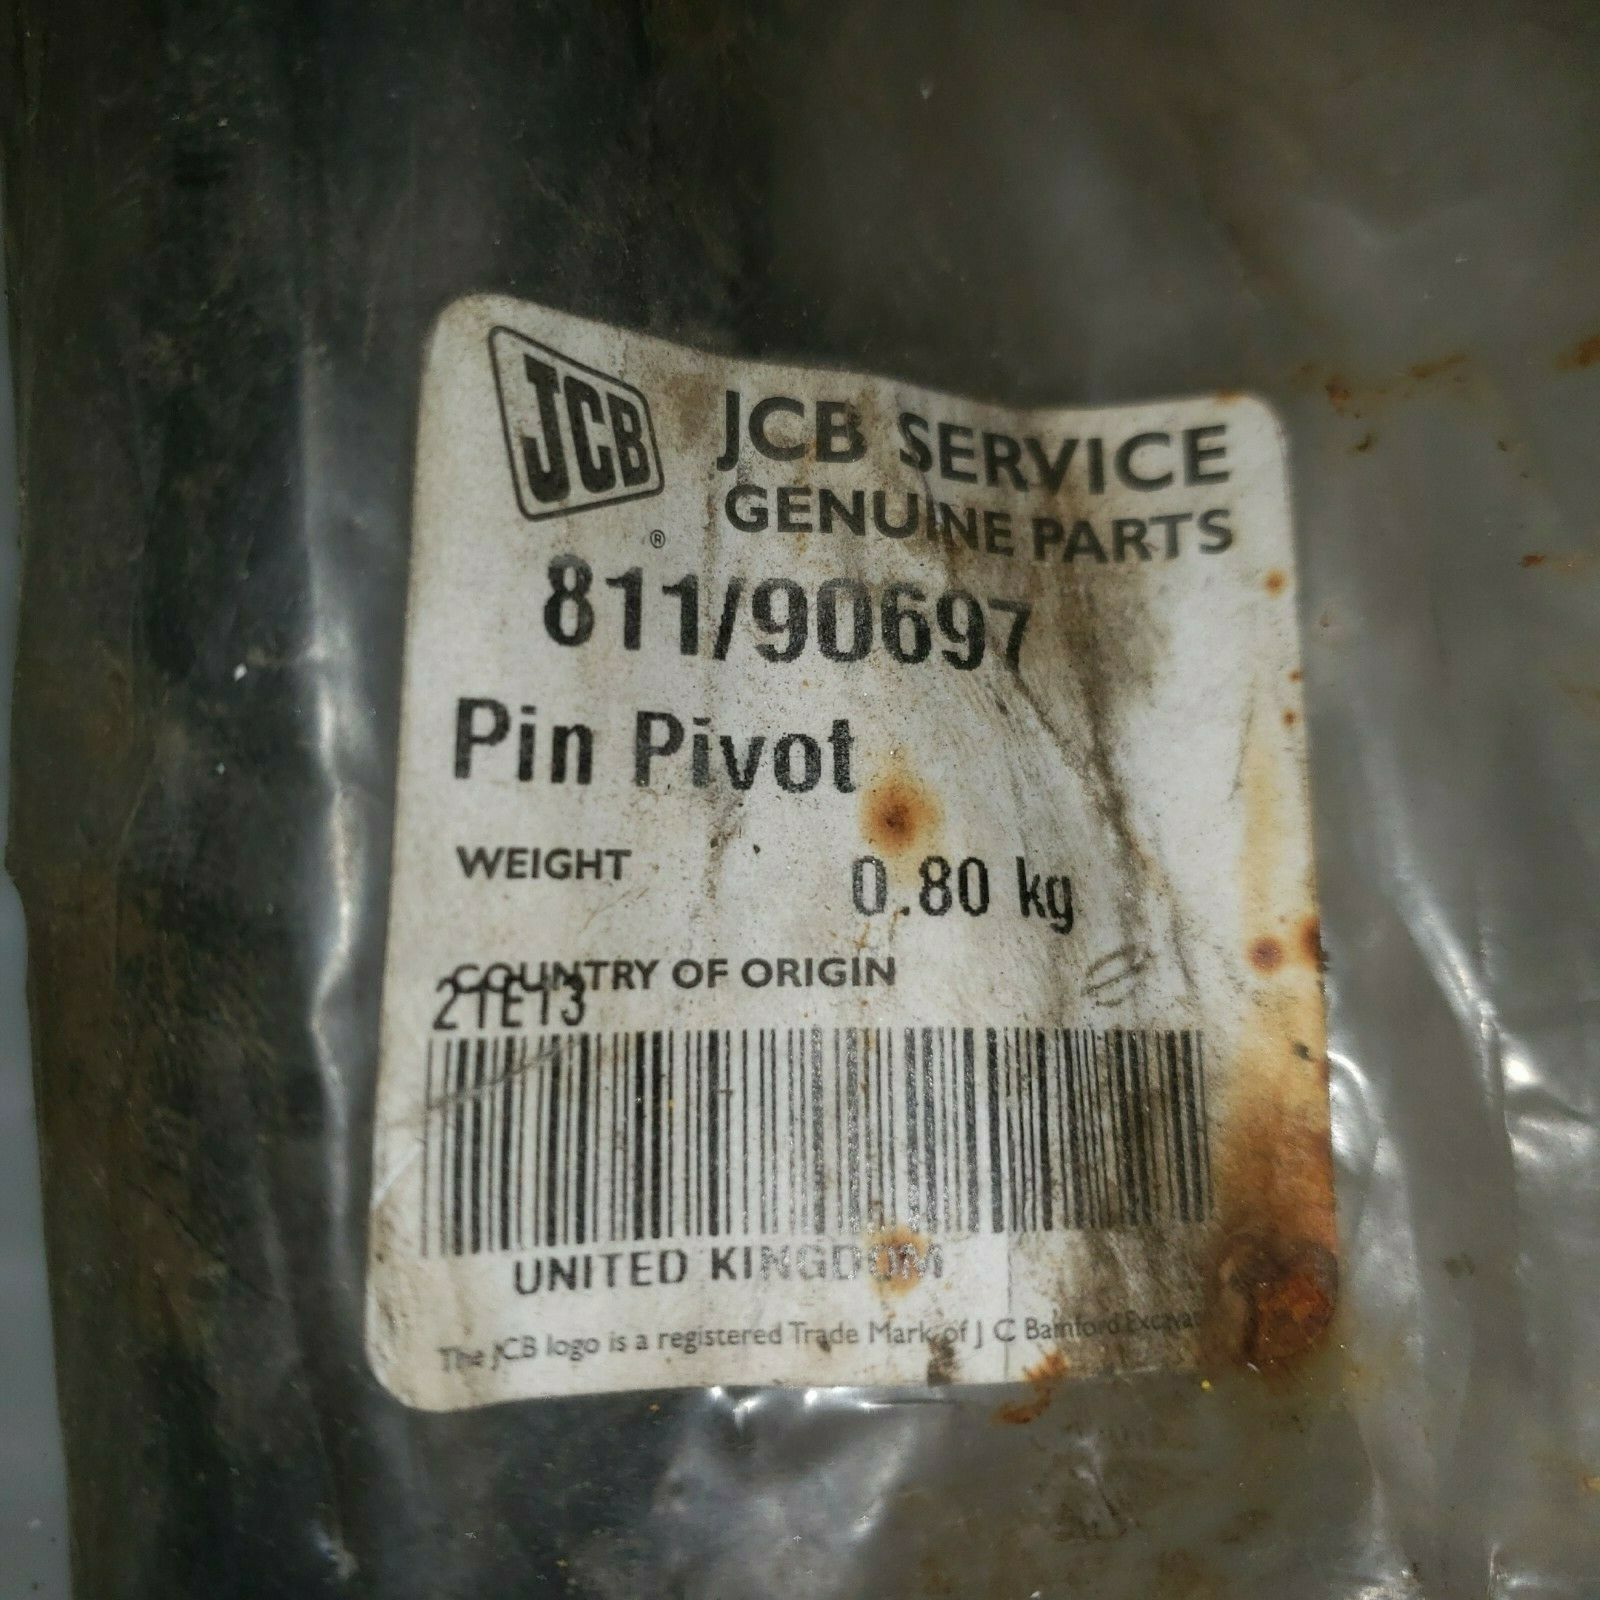 JCB
®
JCB SERVICE
GENUINE PARTS
811/90697
Pin Pivot
WEIGHT 0.80 kg
COUNTRY OF ORIGIN
21E13
UNITED KINGDOM
The JCB logo is a registered Trade Mark of J C Bamford